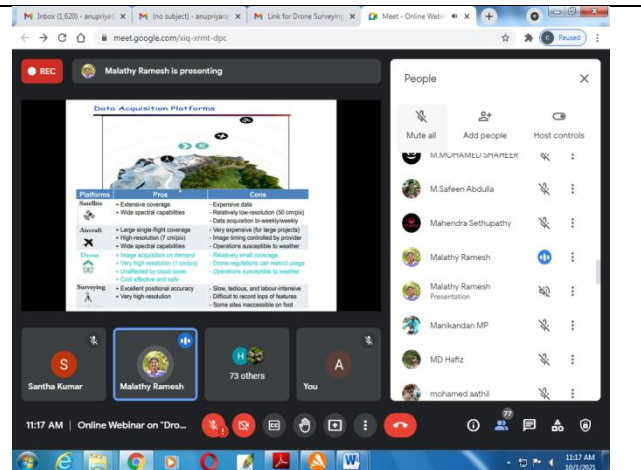 Inbox (1,620) - anupriya
(no subject) - anupriyaro
Link for Drone Surveying
Meet - Online Webin
meet.google.com/xiq-xrmt-dpc
Paused
REC
Malathy Ramesh is presenting
People
Mute all
Add people
Host controls
M.MOHAMED SHAHEER
M.Safeen Abdulla
Mahendra Sethupathy
Malathy Ramesh
Malathy Ramesh
Presentation
Manikandan MP
MD Hafiz
mohamed aathil
Data Acquisition Platforms
Platforms Pros Cons
Satellite
+ Extensive coverage
+ Wide spectral capabilities
- Expensive data
- Relatively low-resolution (50 cm/pix)
- Data acquisition bi-weekly/weekly
Aircraft
+ Large single-flight coverage
+ High-resolution (7 cm/pix)
+ Wide spectral capabilities
- Very expensive (for large projects)
- Image timing controlled by provider
- Operations susceptible to weather
Drone
+ Image acquisition on demand
+ Very high-resolution (1 cm/pix)
+ Unaffected by cloud cover
+ Cost effective and safe
- Relatively small coverage
- Drone regulations can restrict usage
- Operations susceptible to weather
Surveying
+ Excellent positional accuracy
+ Very high-resolution
- Slow, tedious, and labour-intensive
- Difficult to record tops of features
- Some sites inaccessible on foot
S
Santha Kumar
Malathy Ramesh
H
73 others
A
You
11:17 AM | Online Webinar on "Dro...
77
11:17 AM
10/1/2021